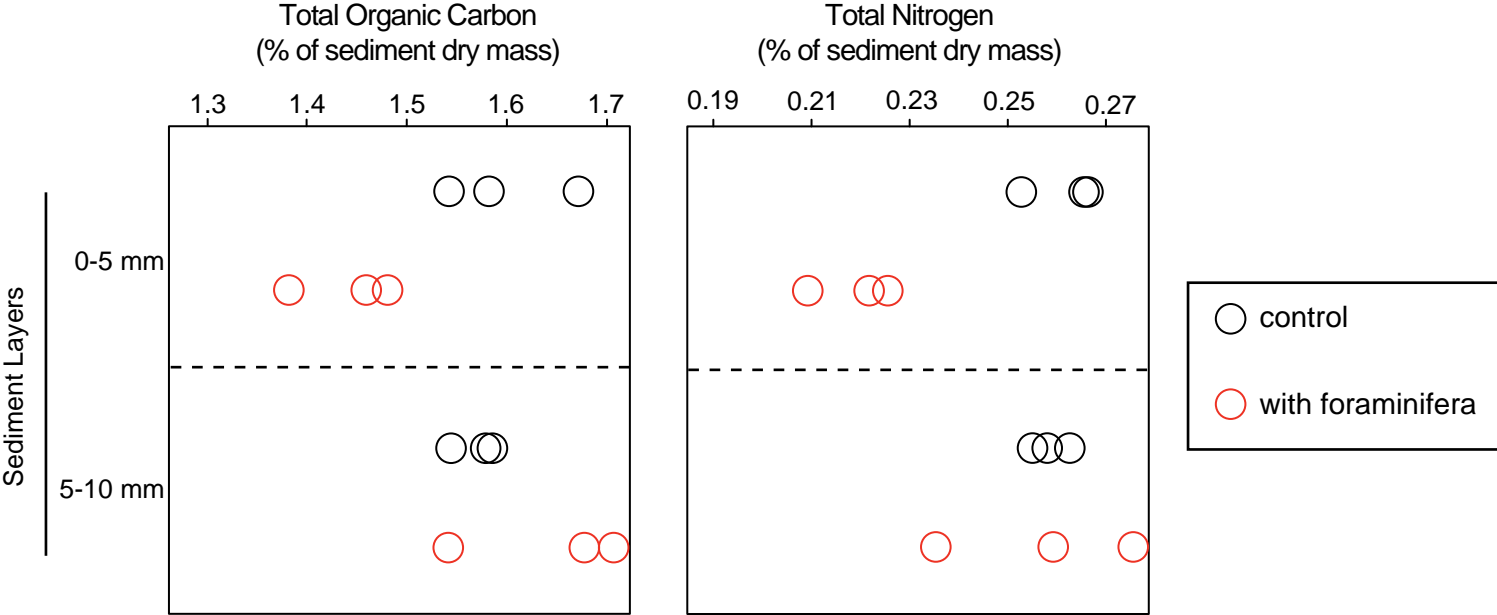 Total Organic Carbon
(% of sediment dry mass)
Total Nitrogen
(% of sediment dry mass)
1.3 1.4 1.5 1.6 1.7
0.19 0.21 0.23 0.25 0.27
Sediment Layers
0-5 mm
5-10 mm
control
with foraminifera